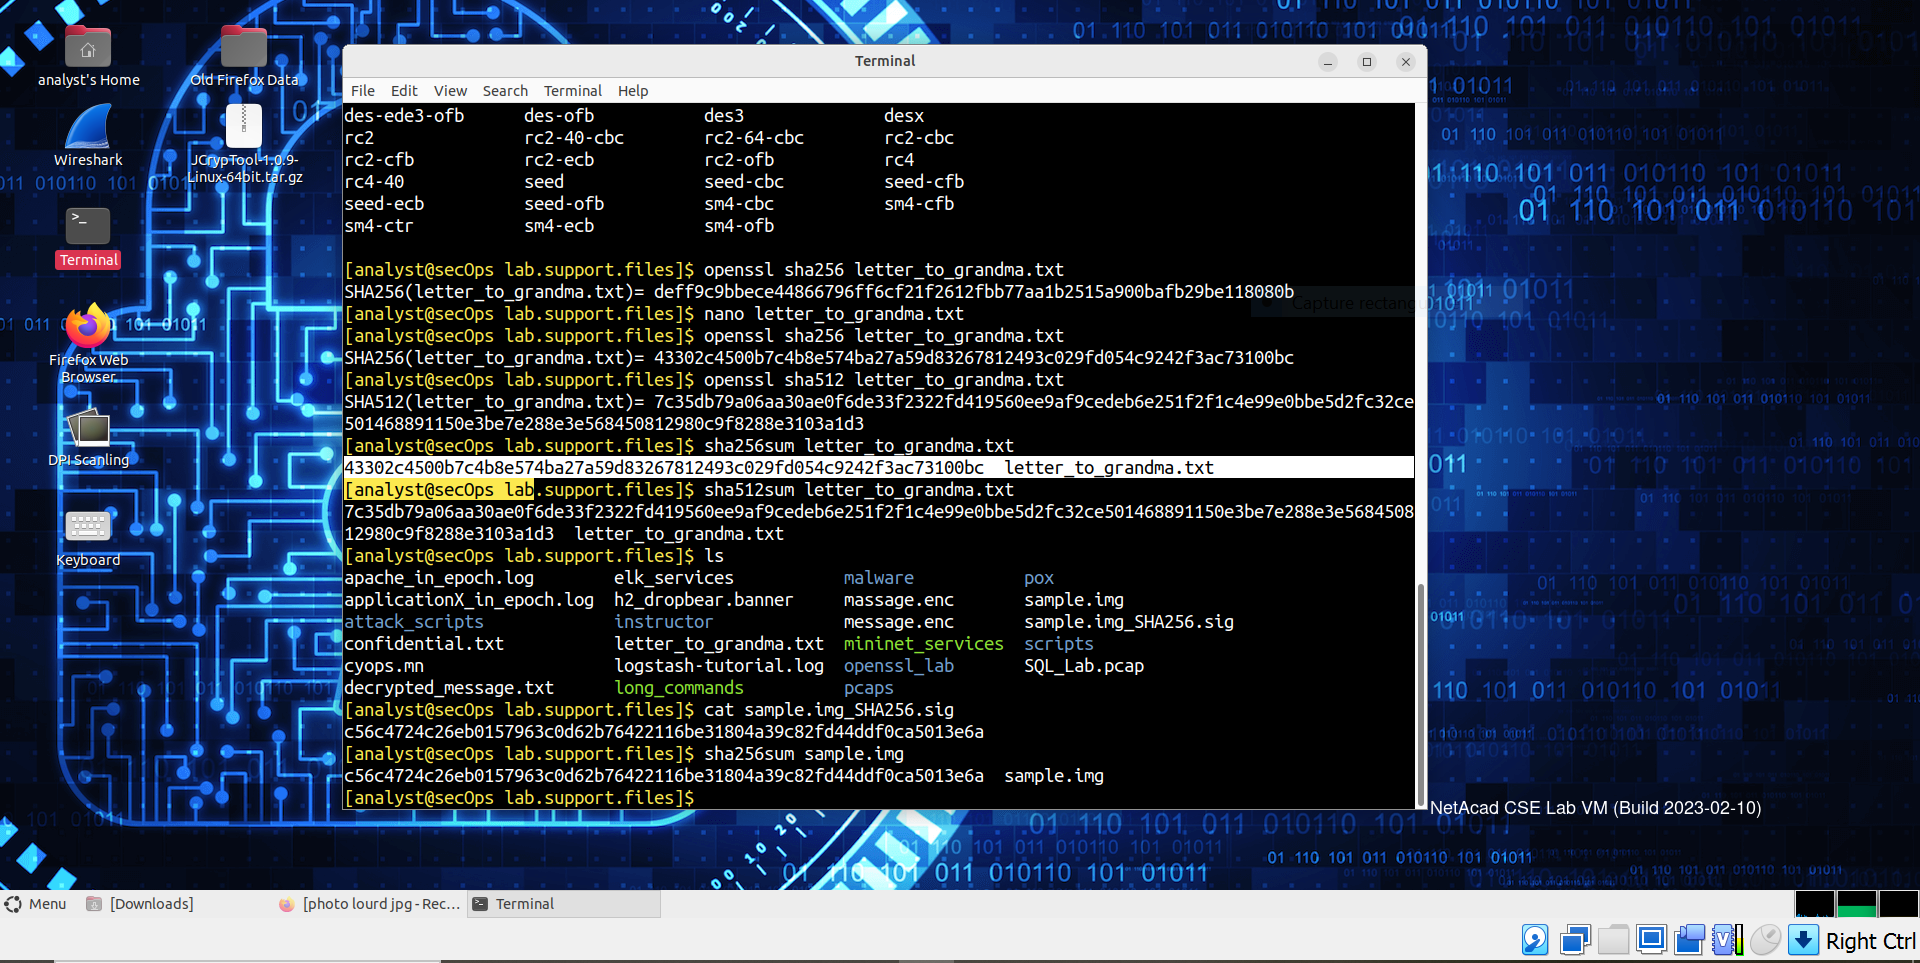 analyst's Home
Old Firefox Data
Wireshark
JCrypTool-1.0.9-
Linux-64bit.tar.gz
Terminal
Firefox Web
Browser
DPI Scanling
Keyboard
Terminal
File Edit View Search Terminal Help
des-ede3-ofb des-ofb des3 desx
rc2 rc2-40-cbc rc2-64-cbc rc2-cbc
rc2-cfb rc2-ecb rc2-ofb rc4
rc4-40 seed seed-cbc seed-cfb
seed-ecb seed-ofb sm4-cbc sm4-cfb
sm4-ctr sm4-ecb sm4-ofb
[analyst@secOps lab.support.files]$ openssl sha256 letter_to_grandma.txt
SHA256(letter_to_grandma.txt)= deff9c9bbece44866796ff6cf21f2612fbb77aa1b2515a900bafb29be118080b
[analyst@secOps lab.support.files]$ nano letter_to_grandma.txt
[analyst@secOps lab.support.files]$ openssl sha256 letter_to_grandma.txt
SHA256(letter_to_grandma.txt)= 43302c4500b7c4b8e574ba27a59d83267812493c029fd054c9242f3ac73100bc
[analyst@secOps lab.support.files]$ openssl sha512 letter_to_grandma.txt
SHA512(letter_to_grandma.txt)= 7c35db79a06aa30ae0f6de33f2322fd419560ee9af9cedeb6e251f2f1c4e99e0bbe5d2fc32ce
501468891150e3be7e288e3e568450812980c9f8288e3103a1d3
[analyst@secOps lab.support.files]$ sha256sum letter_to_grandma.txt
43302c4500b7c4b8e574ba27a59d83267812493c029fd054c9242f3ac73100bc letter_to_grandma.txt
[analyst@secOps lab.support.files]$ sha512sum letter_to_grandma.txt
7c35db79a06aa30ae0f6de33f2322fd419560ee9af9cedeb6e251f2f1c4e99e0bbe5d2fc32ce501468891150e3be7e288e3e5684508
12980c9f8288e3103a1d3 letter_to_grandma.txt
[analyst@secOps lab.support.files]$ ls
apache_in_epoch.log elk_services malware pox
applicationX_in_epoch.log h2_dropbear.banner massage.enc sample.img
attack_scripts instructor message.enc sample.img_SHA256.sig
confidential.txt letter_to_grandma.txt mininet_services scripts
cyops.mn logstash-tutorial.log openssl_lab SQL_Lab.pcap
decrypted_message.txt long_commands pcaps
[analyst@secOps lab.support.files]$ cat sample.img_SHA256.sig
c56c4724c26eb0157963c0d62b76422116be31804a39c82fd44ddf0ca5013e6a
[analyst@secOps lab.support.files]$ sha256sum sample.img
c56c4724c26eb0157963c0d62b76422116be31804a39c82fd44ddf0ca5013e6a sample.img
[analyst@secOps lab.support.files]$
Capture rectangu
NetAcad CSE Lab VM (Build 2023-02-10)
Menu [Downloads] [photo lourd jpg - Rec... Terminal
Right Ctrl